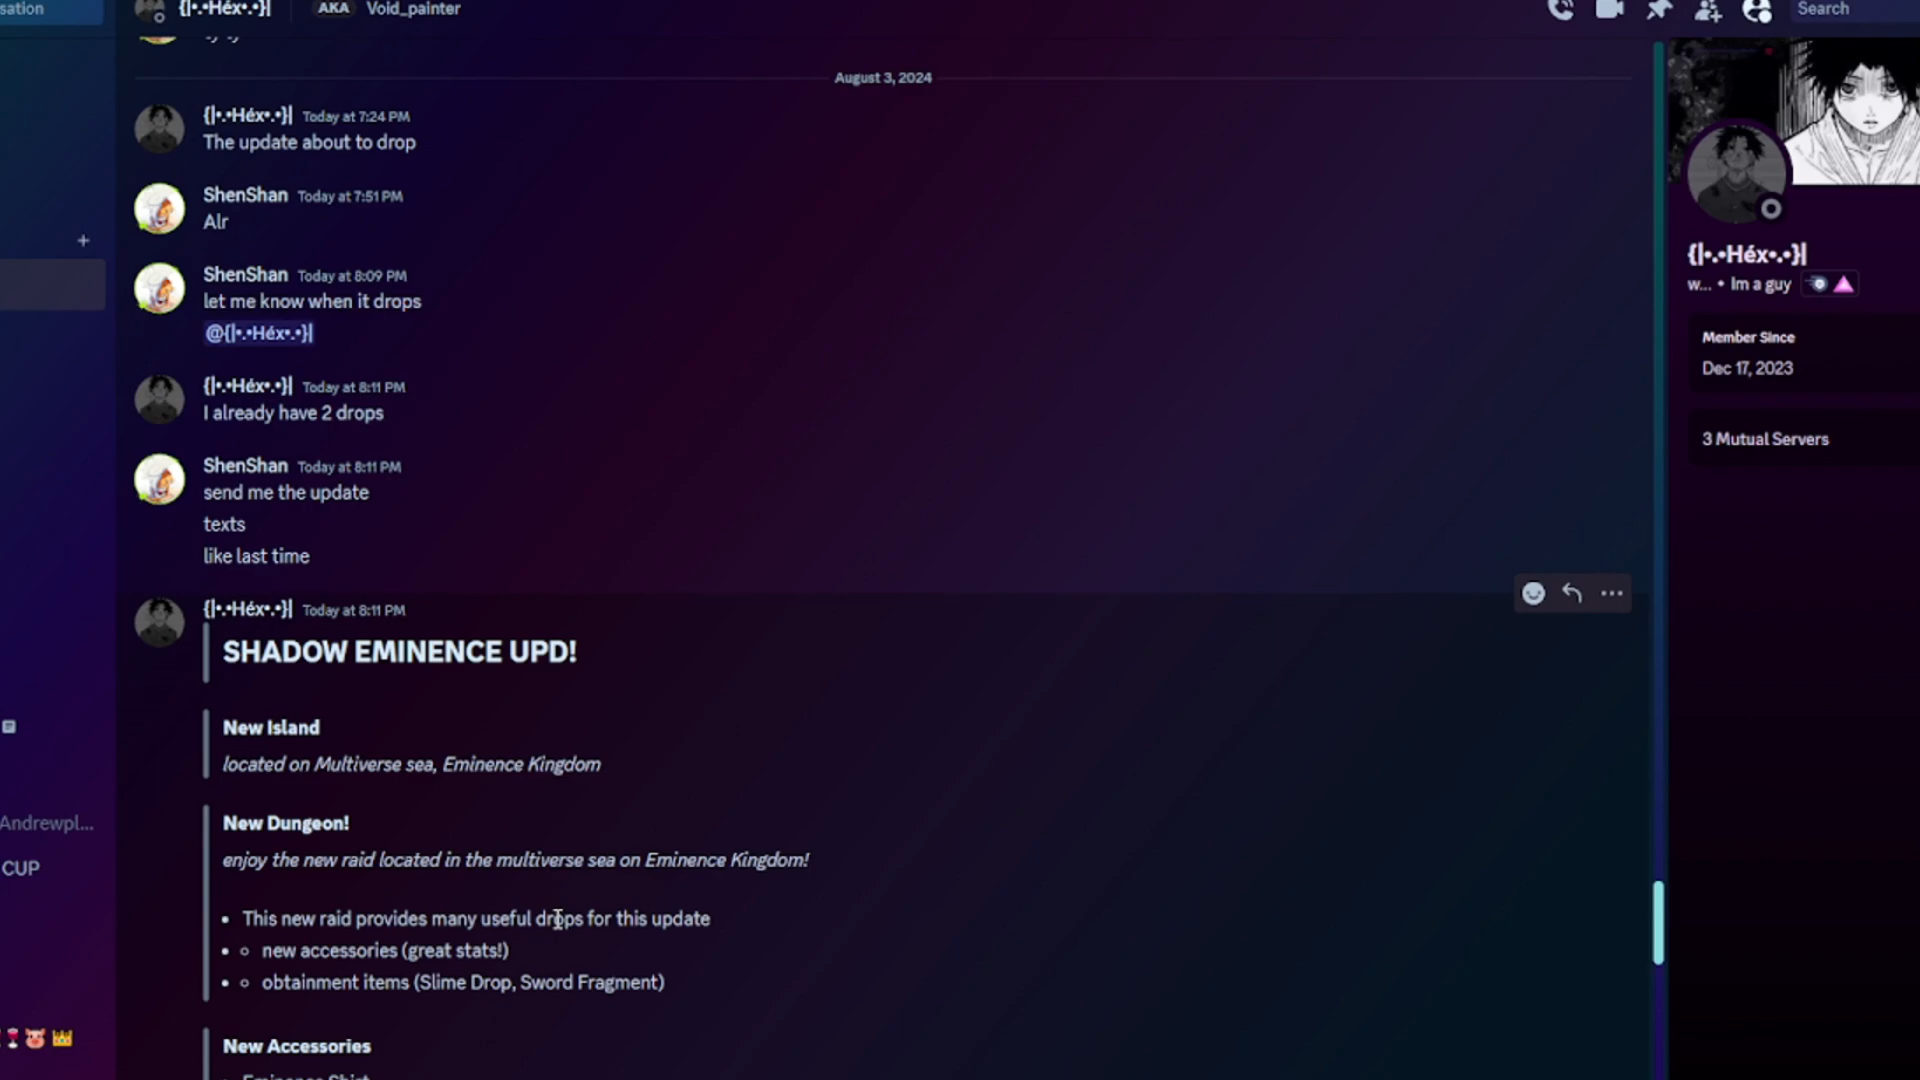 sation
{|•.•Héx•.•}|
AKA
Void_painter
Search
August 3, 2024
{|•.•Héx•.•}| Today at 7:24 PM
The update about to drop
ShenShan Today at 7:51 PM
Alr
ShenShan Today at 8:09 PM
let me know when it drops
@{|•.•Héx•.•}|
{|•.•Héx•.•}| Today at 8:11 PM
I already have 2 drops
ShenShan Today at 8:11 PM
send me the update
texts
like last time
{|•.•Héx•.•}| Today at 8:11 PM
SHADOW EMINENCE UPD!
New Island
located on Multiverse sea, Eminence Kingdom
New Dungeon!
enjoy the new raid located in the multiverse sea on Eminence Kingdom!
• This new raid provides many useful drops for this update
• ◦ new accessories (great stats!)
• ◦ obtainment items (Slime Drop, Sword Fragment)
New Accessories
Eminence Shirt
Andrewpl...
CUP
{|•.•Héx•.•}|
w... • Im a guy
Member Since
Dec 17, 2023
3 Mutual Servers